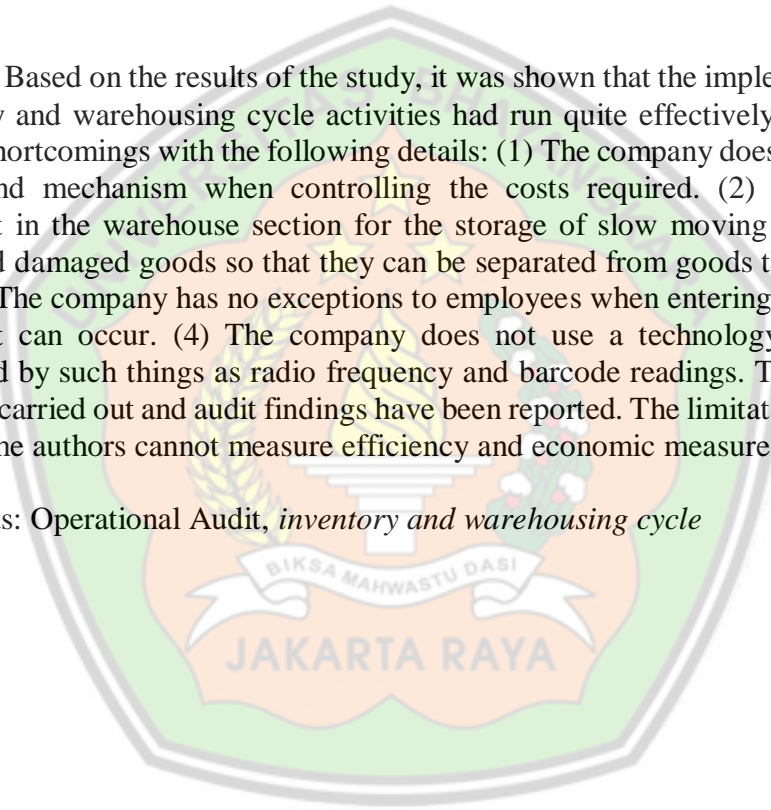 Based on the results of the study, it was shown that the imple
y and warehousing cycle activities had run quite effectively
hortcomings with the following details: (1) The company does
nd mechanism when controlling the costs required. (2)
t in the warehouse section for the storage of slow moving
d damaged goods so that they can be separated from goods t
The company has no exceptions to employees when entering
t can occur. (4) The company does not use a technology
d by such things as radio frequency and barcode readings. T
carried out and audit findings have been reported. The limitat
he authors cannot measure efficiency and economic measure
s: Operational Audit, inventory and warehousing cycle
UNIVERSITAS BHAYANGKARA
BIKSA MAHWASTU DASI
JAKARTA RAYA